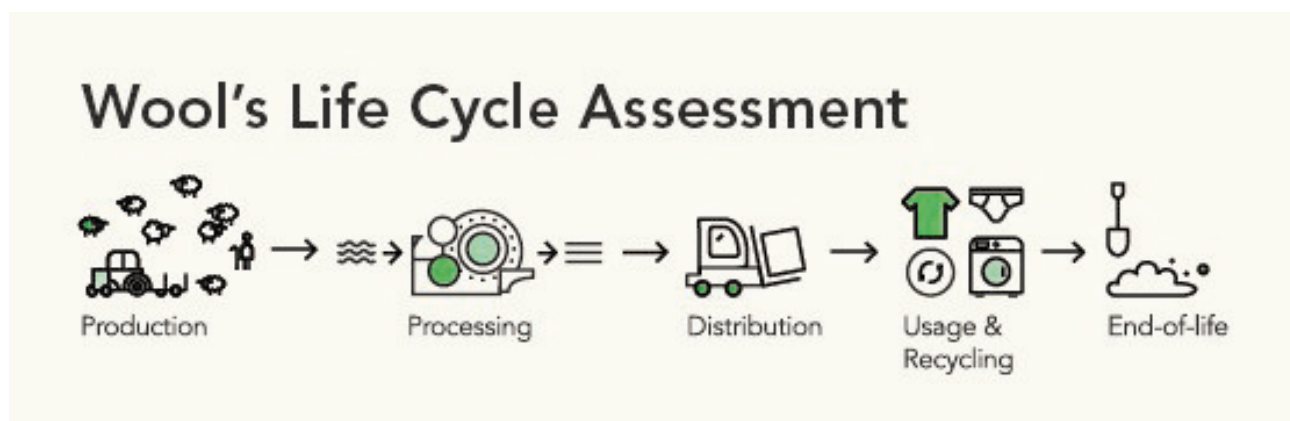 Wool's Life Cycle Assessment
Production
Processing
Distribution
Usage &
Recycling
End-of-life